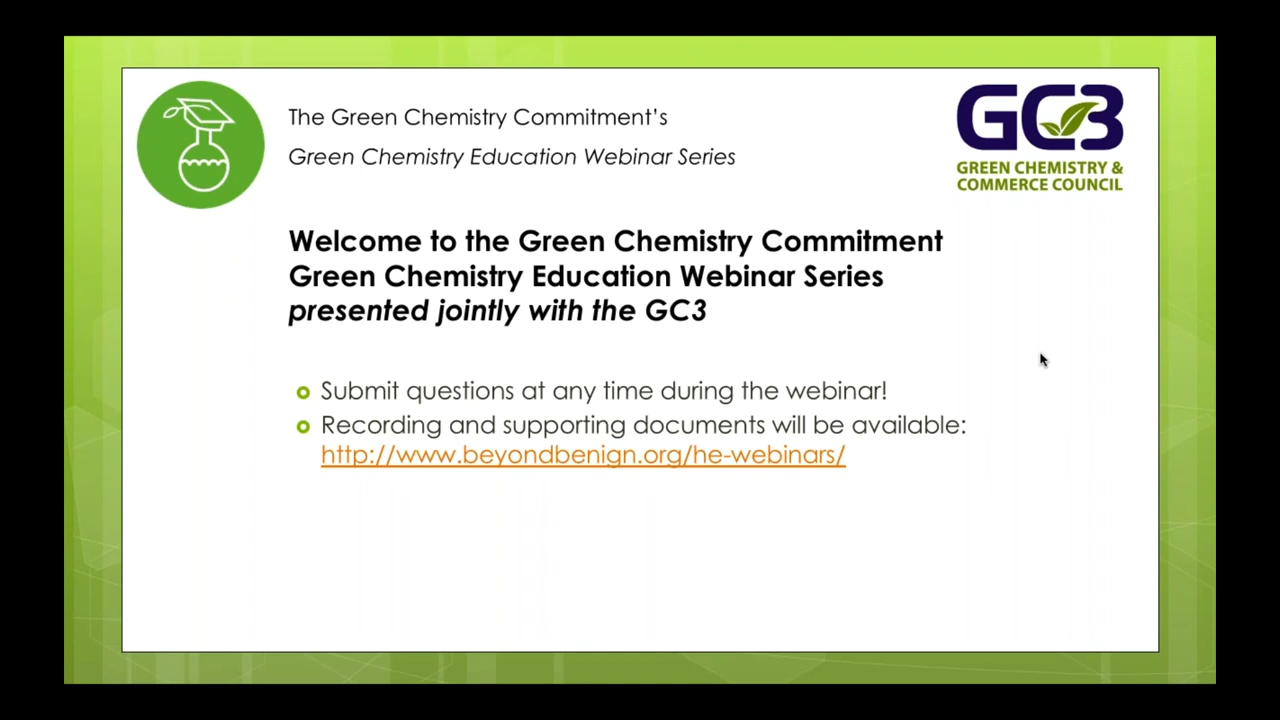 The Green Chemistry Commitment's
Green Chemistry Education Webinar Series
GC3
GREEN CHEMISTRY &
COMMERCE COUNCIL
Welcome to the Green Chemistry Commitment
Green Chemistry Education Webinar Series
presented jointly with the GC3
Submit questions at any time during the webinar!
Recording and supporting documents will be available:
http://www.beyondbenign.org/he-webinars/